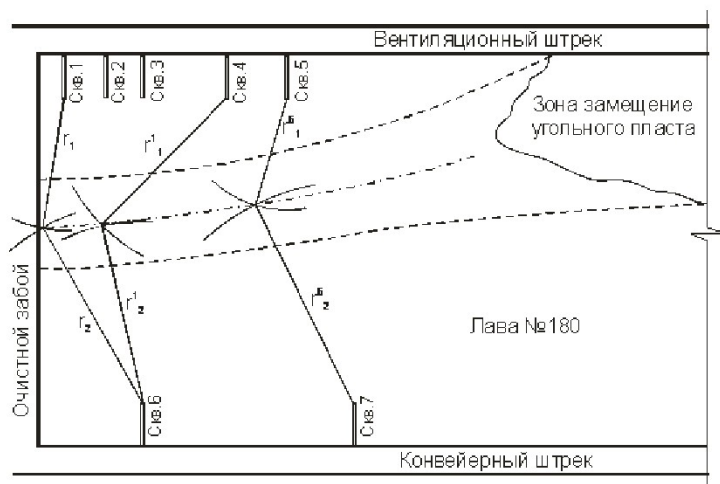 Вентиляционный штрек
Скв.1
Скв.2
Скв.3
Скв.4
Скв.5
Зона замещение
угольного пласта
r₁
r¹₁
r⁵₁
Очистной забой
r₂
r¹₂
r⁵₂
Лава №180
Скв.6
Скв.7
Конвейерный штрек